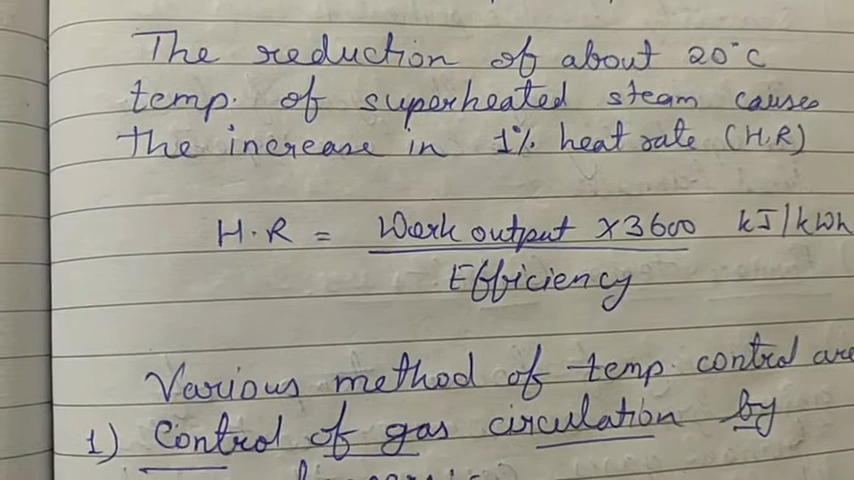 The reduction of about 20°c
temp. of superheated steam causes
the increase in 1% heat rate (H.R)
H.R = Work output x3600 kJ/kWh
Efficiency
Various method of temp. control are
1) Control of gas circulation by